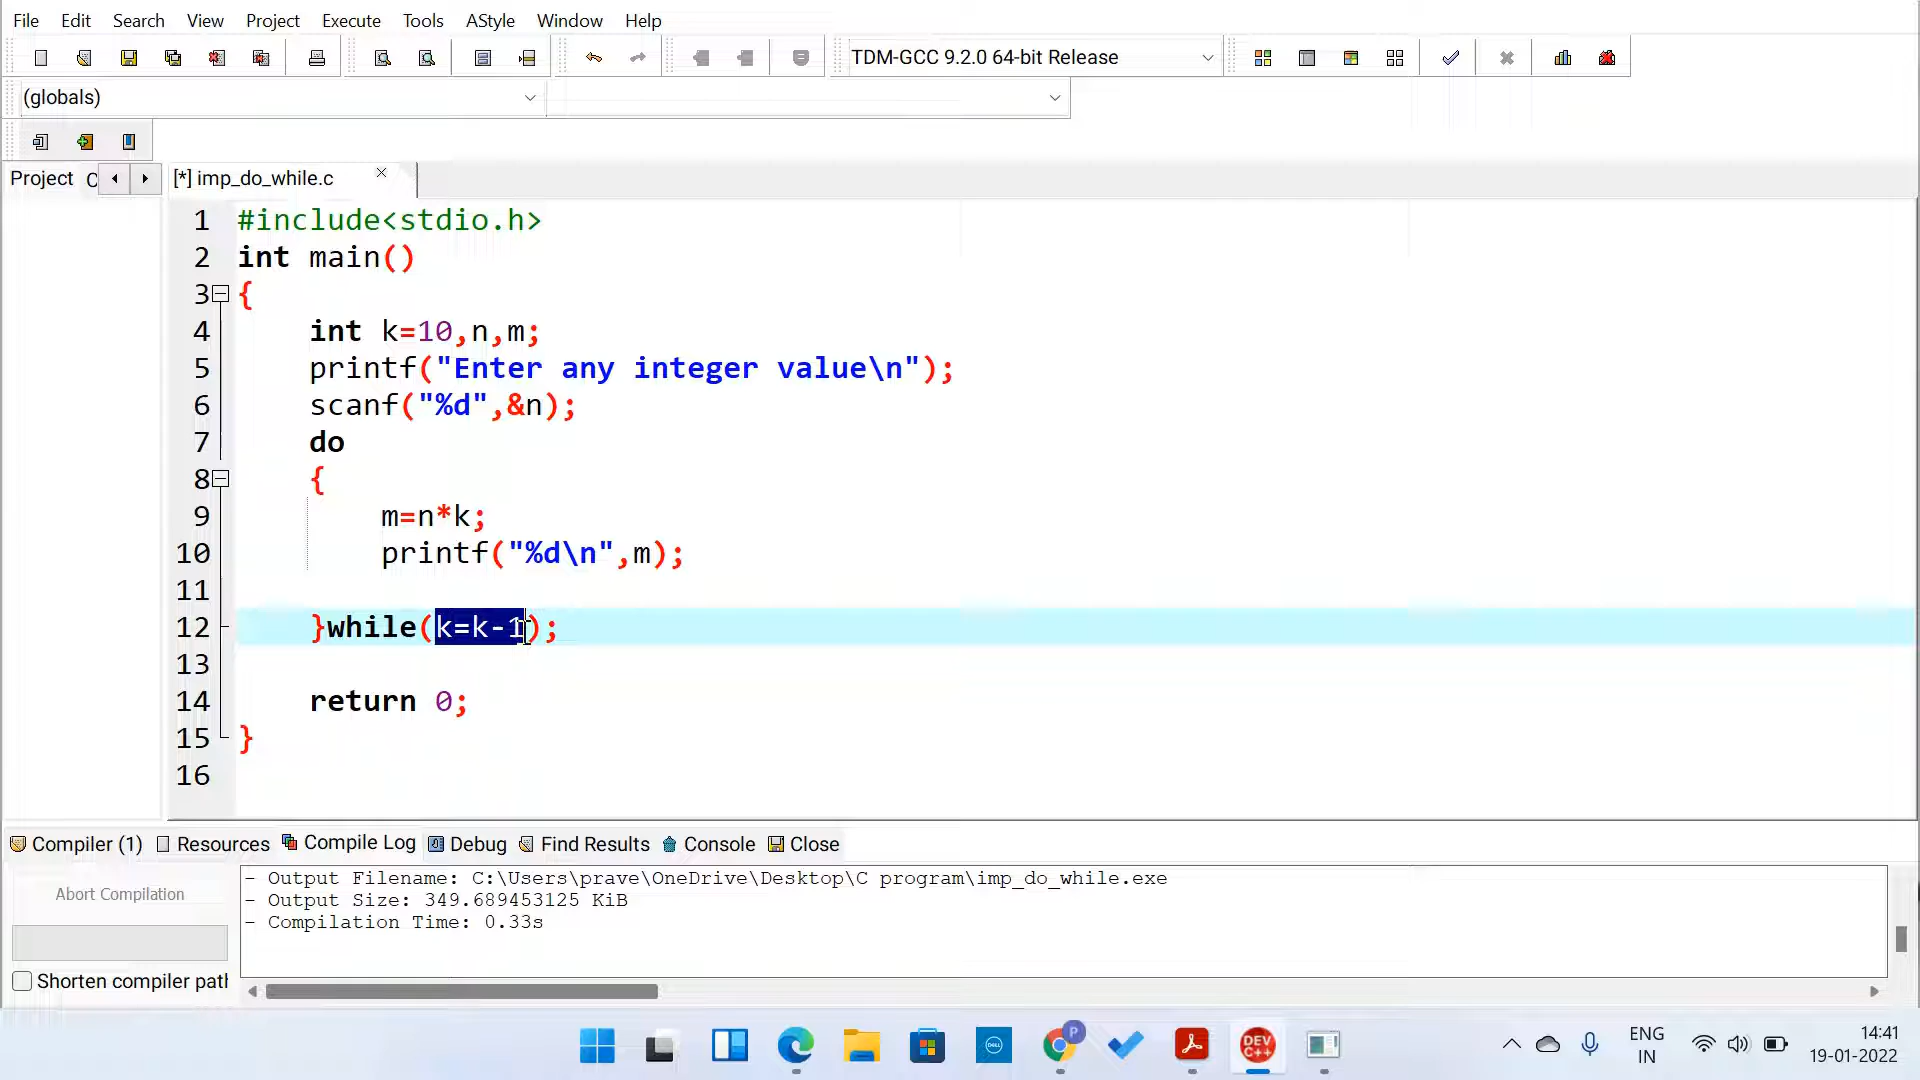 File Edit Search View Project Execute Tools AStyle Window Help
TDM-GCC 9.2.0 64-bit Release
(globals)
Project C
[*] imp_do_while.c
1 #include<stdio.h>
2 int main()
3 {
4 int k=10,n,m;
5 printf("Enter any integer value\n");
6 scanf("%d",&n);
7 do
8 {
9 m=n*k;
10 printf("%d\n",m);
11
12 }while(k=k-1);
13
14 return 0;
15 }
16
Compiler (1) Resources Compile Log Debug Find Results Console Close
Abort Compilation
- Output Filename: C:\Users\prave\OneDrive\Desktop\C program\imp_do_while.exe
- Output Size: 349.689453125 KiB
- Compilation Time: 0.33s
Shorten compiler path
P
DELL
DEV
C++
ENG
IN
14:41
19-01-2022